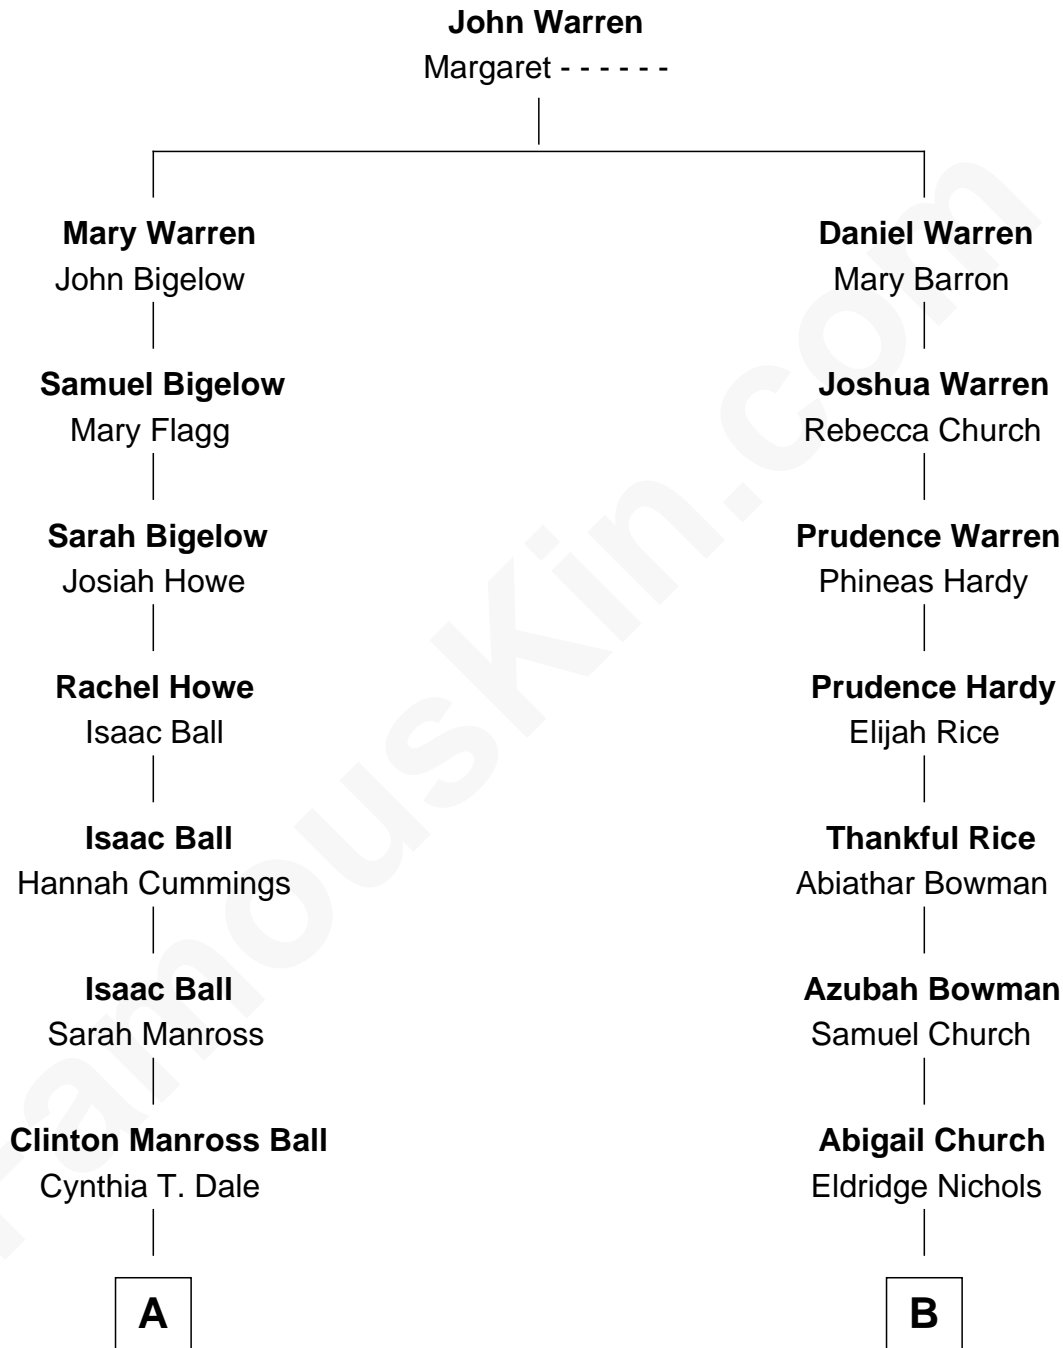 John Warren
Margaret - - - - - -
Mary Warren
John Bigelow
Daniel Warren
Mary Barron
Samuel Bigelow
Mary Flagg
Joshua Warren
Rebecca Church
Sarah Bigelow
Josiah Howe
Prudence Warren
Phineas Hardy
Rachel Howe
Isaac Ball
Prudence Hardy
Elijah Rice
Isaac Ball
Hannah Cummings
Thankful Rice
Abiathar Bowman
Isaac Ball
Sarah Manross
Azubah Bowman
Samuel Church
Clinton Manross Ball
Cynthia T. Dale
Abigail Church
Eldridge Nichols
A
B
FamousKin.com